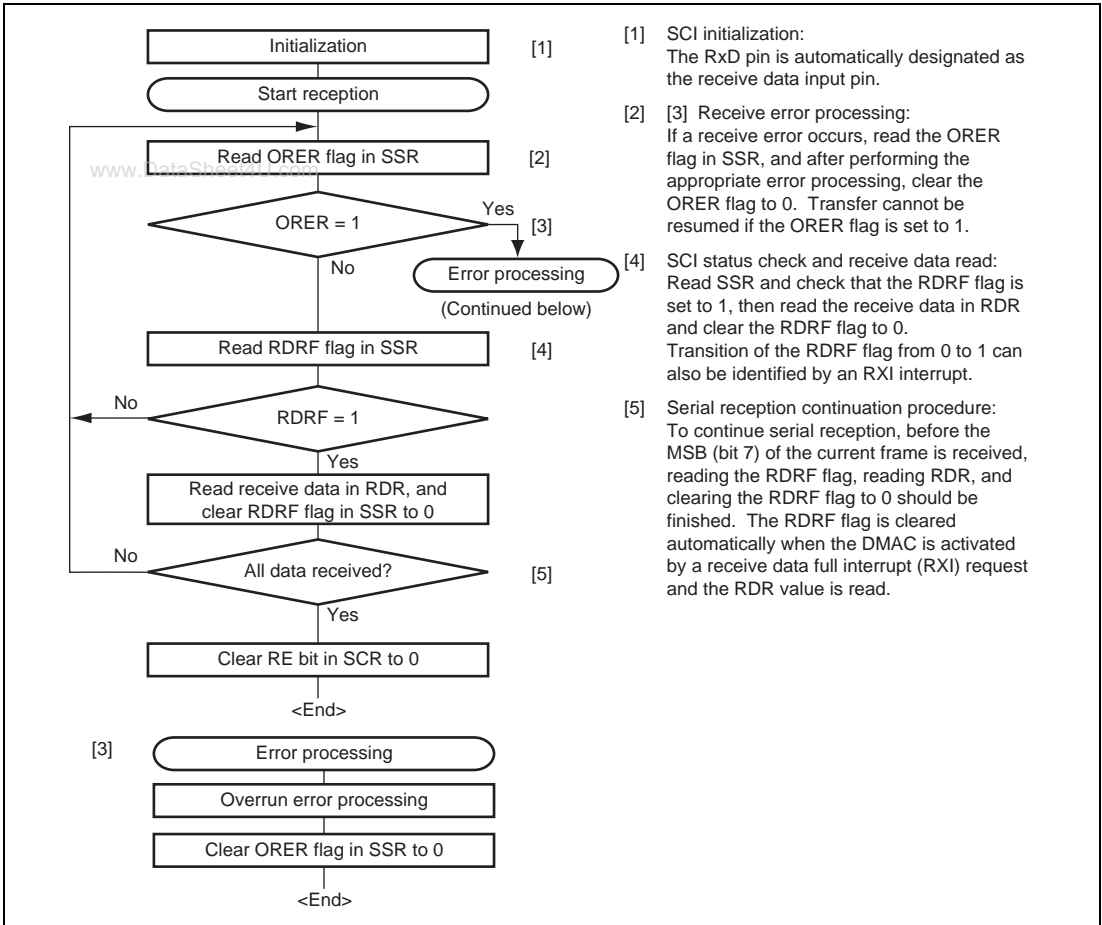 Initialization [1]
Start reception
Read ORER flag in SSR [2]
www.DataSheet4U.com
ORER = 1
Yes
[3]
No
Error processing
(Continued below)
Read RDRF flag in SSR [4]
No
RDRF = 1
Yes
Read receive data in RDR, and
clear RDRF flag in SSR to 0
No
All data received? [5]
Yes
Clear RE bit in SCR to 0
<End>
[3] Error processing
Overrun error processing
Clear ORER flag in SSR to 0
<End>
[1] SCI initialization:
The RxD pin is automatically designated as
the receive data input pin.
[2] [3] Receive error processing:
If a receive error occurs, read the ORER
flag in SSR, and after performing the
appropriate error processing, clear the
ORER flag to 0. Transfer cannot be
resumed if the ORER flag is set to 1.
[4] SCI status check and receive data read:
Read SSR and check that the RDRF flag is
set to 1, then read the receive data in RDR
and clear the RDRF flag to 0.
Transition of the RDRF flag from 0 to 1 can
also be identified by an RXI interrupt.
[5] Serial reception continuation procedure:
To continue serial reception, before the
MSB (bit 7) of the current frame is received,
reading the RDRF flag, reading RDR, and
clearing the RDRF flag to 0 should be
finished. The RDRF flag is cleared
automatically when the DMAC is activated
by a receive data full interrupt (RXI) request
and the RDR value is read.